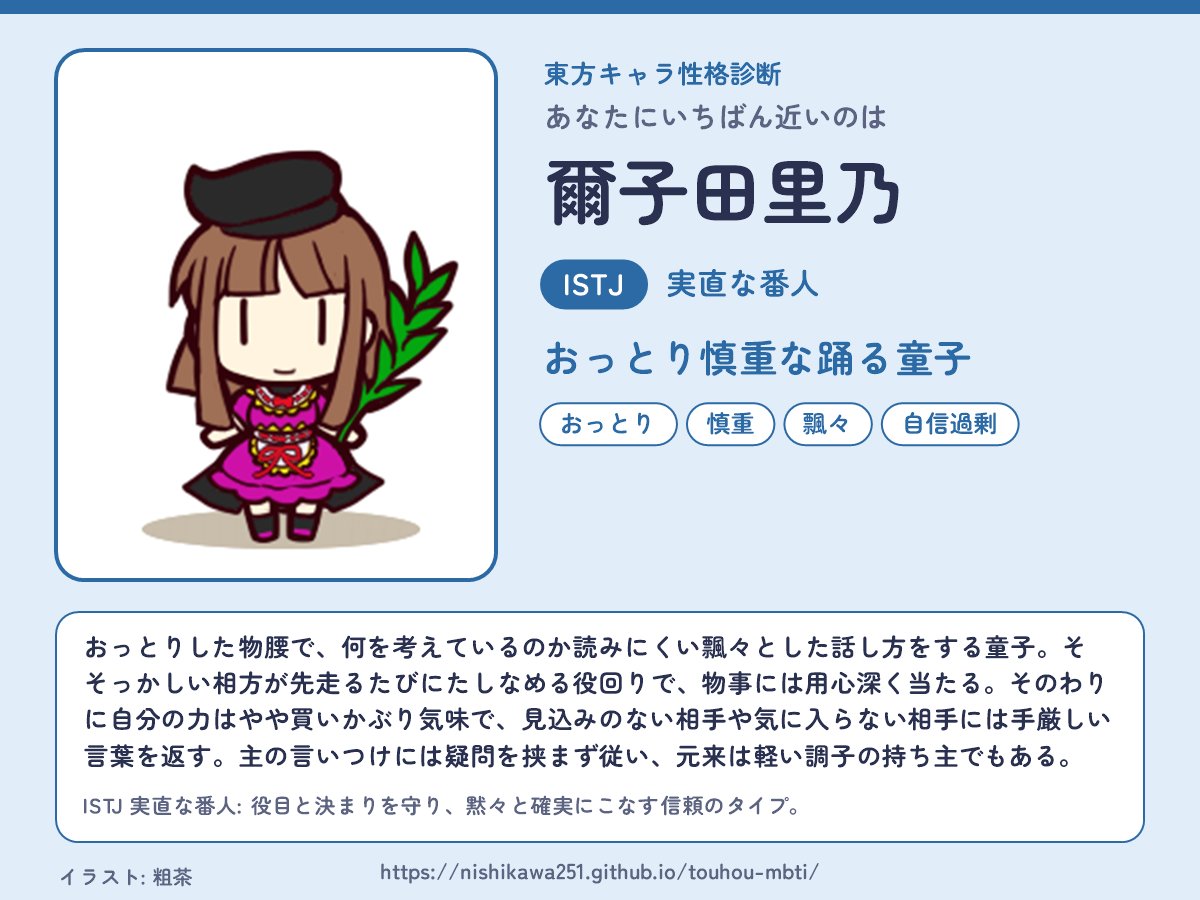 東方キャラ性格診断
あなたにいちばん近いのは
爾子田里乃
ISTJ 実直な番人
おっとり慎重な踊る童子
おっとり 慎重 飄々 自信過剰
おっとりした物腰で、何を考えているのか読みにくい飄々とした話し方をする童子。そ
そっかしい相方が先走るたびにたしなめる役回りで、物事には用心深く当たる。そのわり
に自分の力はやや買いかぶり気味で、見込みのない相手や気に入らない相手には手厳しい
言葉を返す。主の言いつけには疑問を挟まず従い、元来は軽い調子の持ち主でもある。
ISTJ 実直な番人: 役目と決まりを守り、黙々と確実にこなす信頼のタイプ。
イラスト: 粗茶
https://nishikawa251.github.io/touhou-mbti/